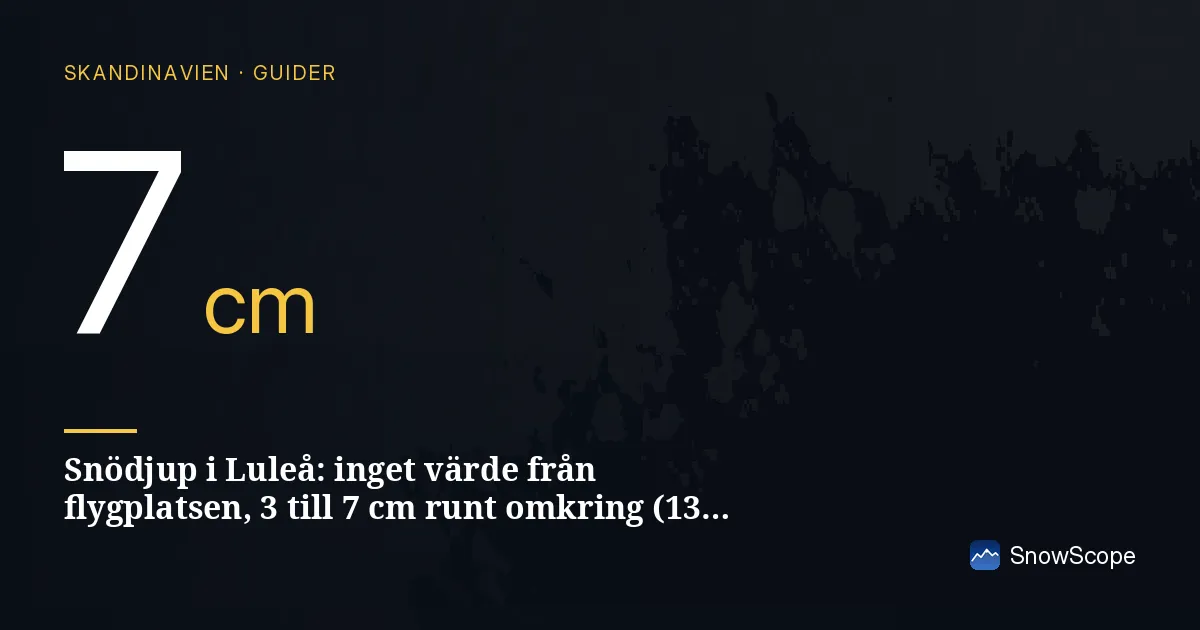 SKANDINAVIEN · GUIDER
7 cm
Snödjup i Luleå: inget värde från
flygplatsen, 3 till 7 cm runt omkring (13...
SnowScope